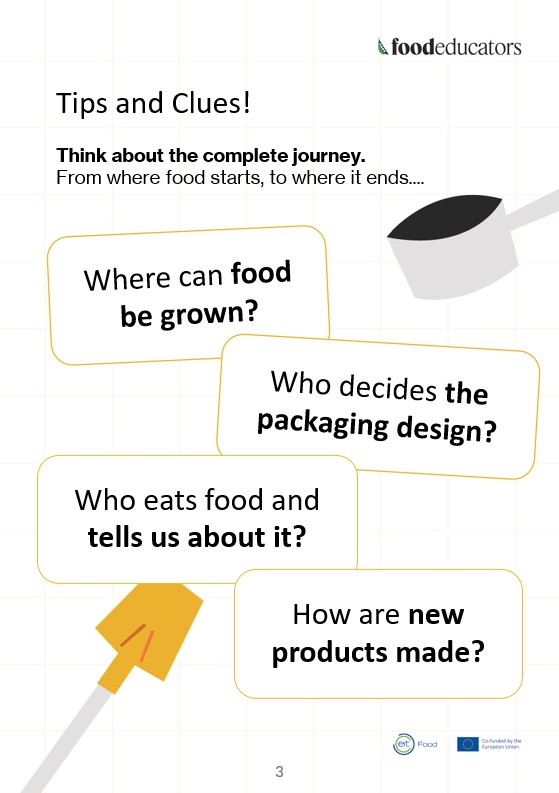 foodeducators
Tips and Clues!
Think about the complete journey.
From where food starts, to where it ends....
Where can food
be grown?
Who decides the
packaging design?
Who eats food and
tells us about it?
How are new
products made?
eit Food
Co-funded by the
European Union
3